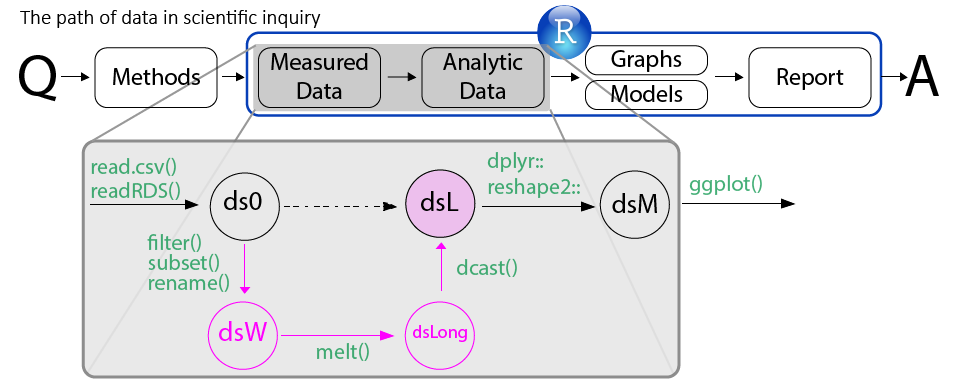 The path of data in scientific inquiry
R
Q
Methods
Measured
Data
Analytic
Data
Graphs
Models
Report
A
read.csv()
readRDS()
ds0
dsL
dplyr::
reshape2::
dsM
ggplot()
filter()
subset()
rename()
dcast()
dsW
melt()
dsLong